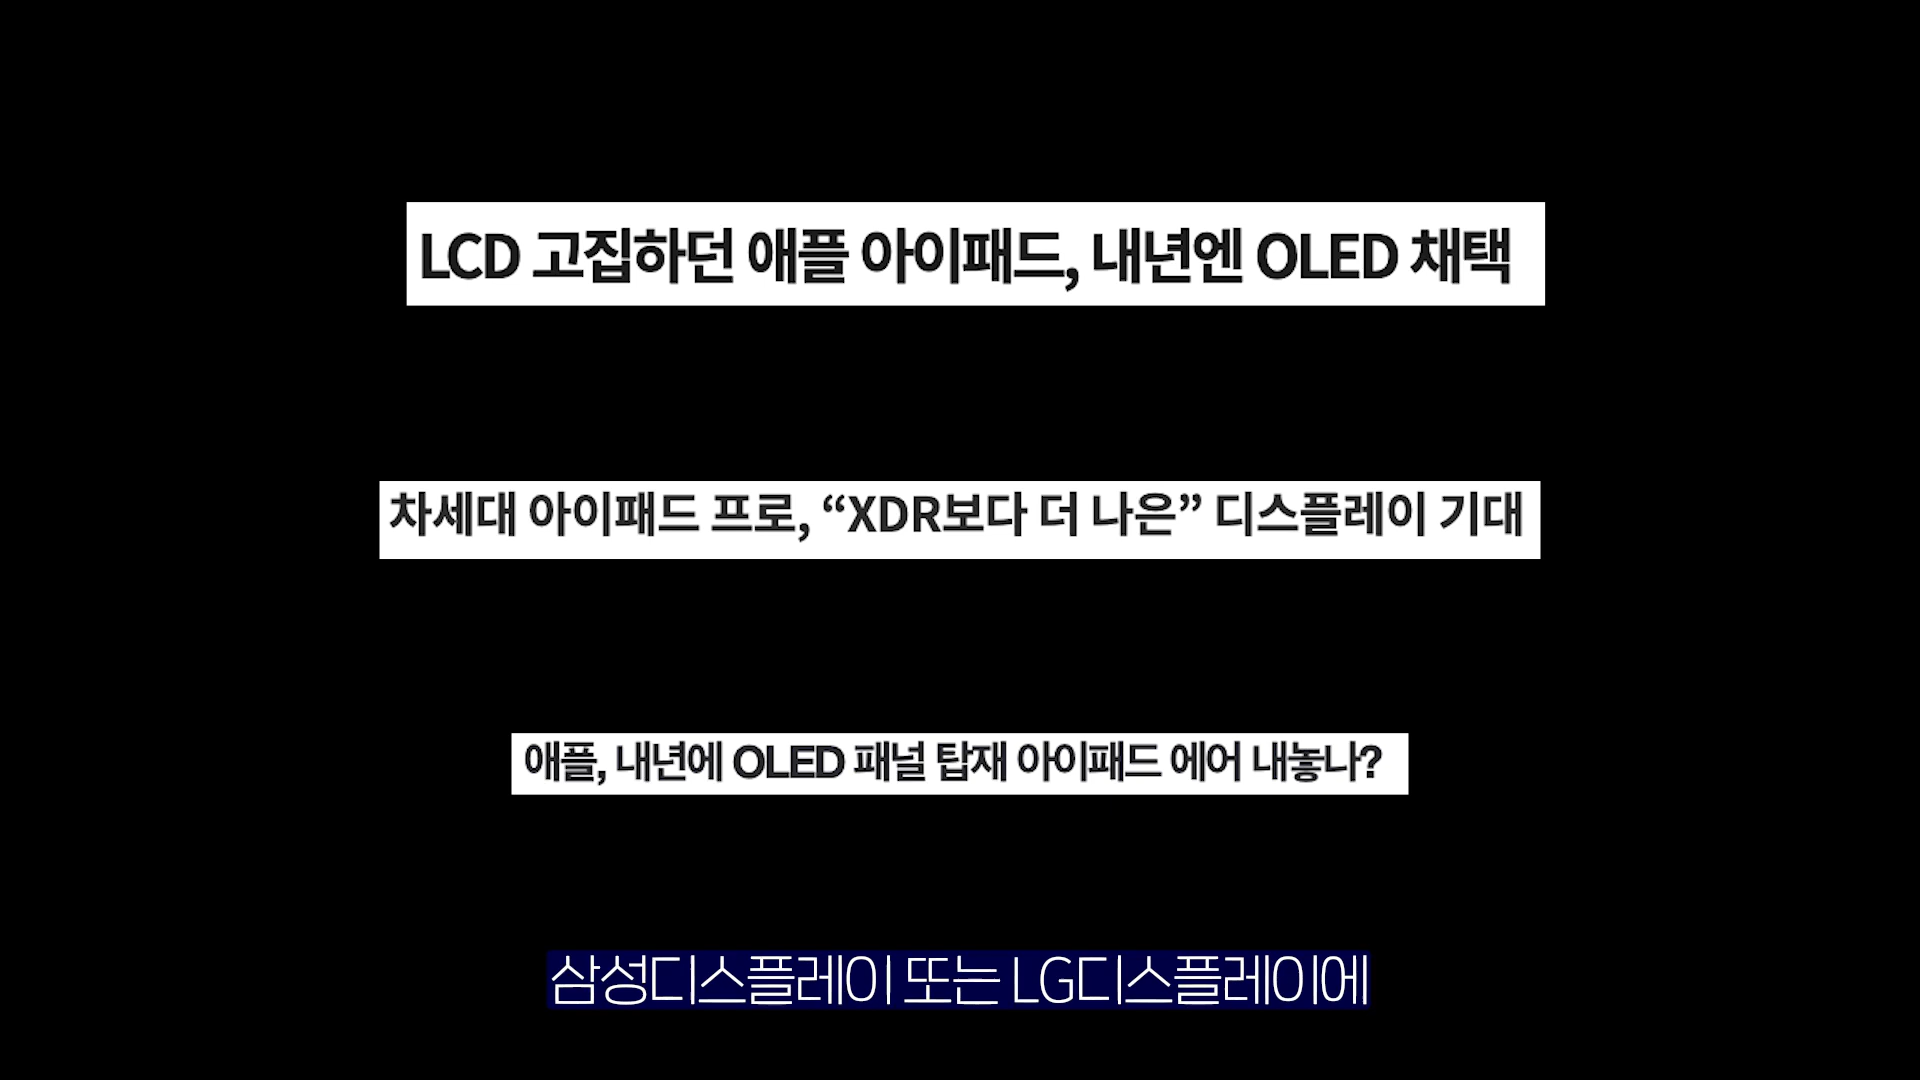 LCD 고집하던 애플 아이패드, 내년엔 OLED 채택
차세대 아이패드 프로, “XDR보다 더 나은” 디스플레이 기대
애플, 내년에 OLED 패널 탑재 아이패드 에어 내놓나?
삼성디스플레이 또는 LG디스플레이에